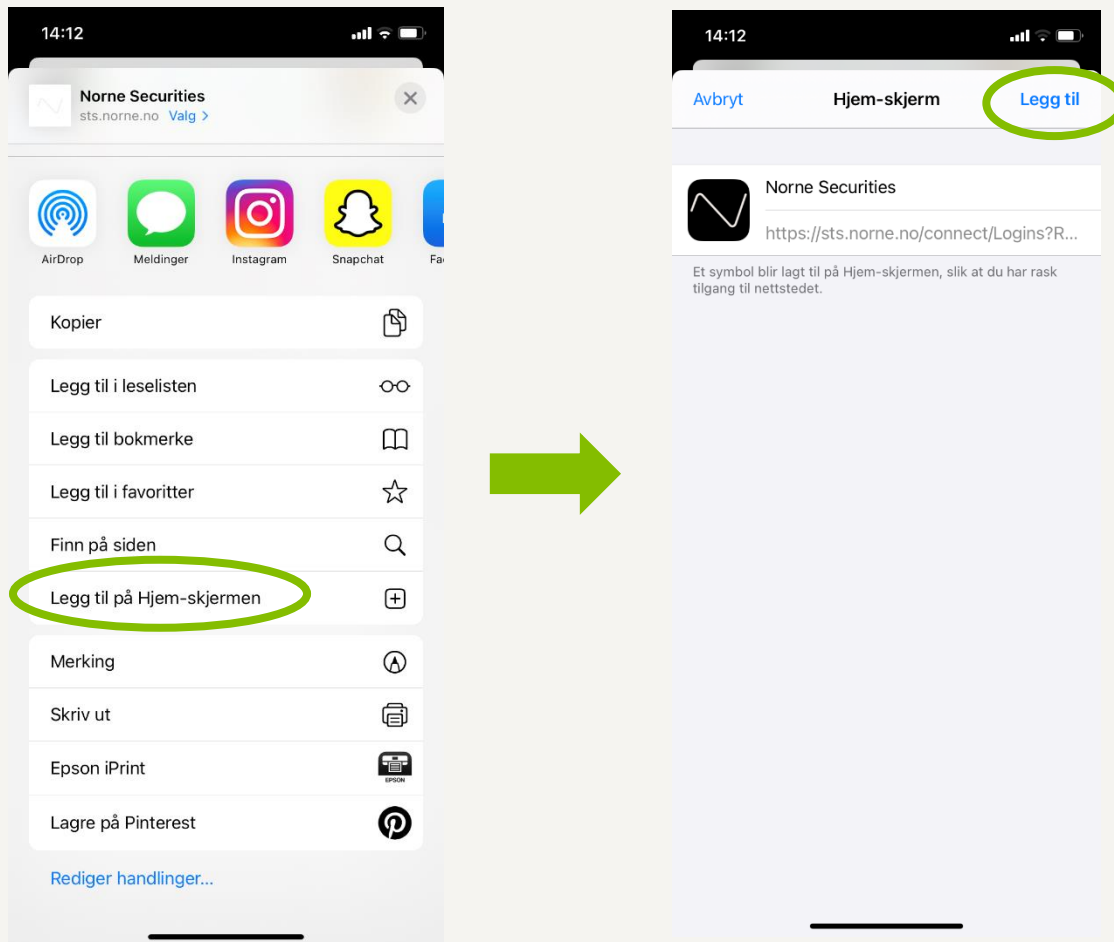 14:12
Norne Securities
sts.norne.no Valg >
AirDrop
Meldinger
Instagram
Snapchat
Kopier
Legg til i leselisten
Legg til bokmerke
Legg til i favoritter
Finn på siden
Legg til på Hjem-skjermen
Merking
Skriv ut
Epson iPrint
EPSON
Lagre på Pinterest
Rediger handlinger...
14:12
Avbryt
Hjem-skjerm
Legg til
Norne Securities
https://sts.norne.no/connect/Logins?R...
Et symbol blir lagt til på Hjem-skjermen, slik at du har rask
tilgang til nettstedet.